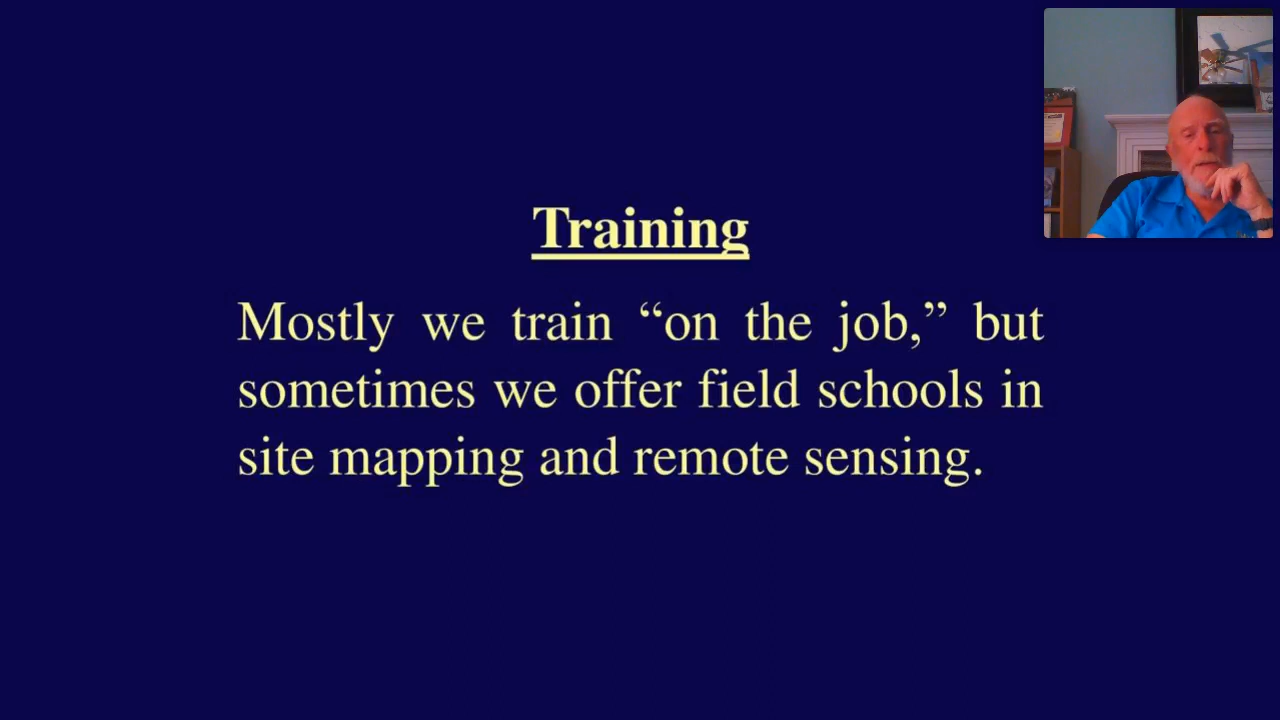 Training
Mostly we train “on the job,” but
sometimes we offer field schools in
site mapping and remote sensing.